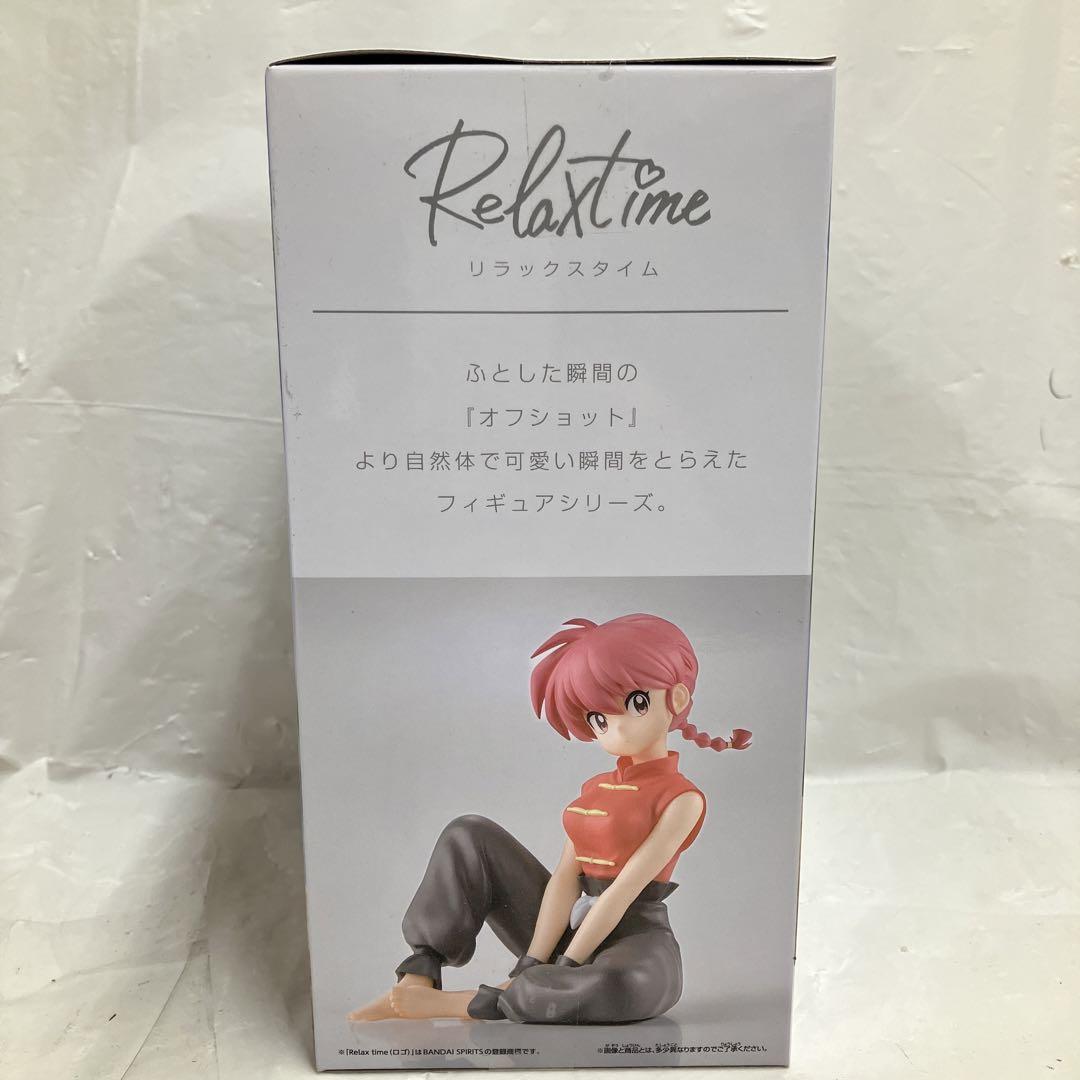 Relaxtime
リラックスタイム
ふとした瞬間の
『オフショット』
より自然体で可愛い瞬間をとらえた
フィギュアシリーズ。
※「Relax time(ロゴ)」はBANDAI SPIRITSの登録商標です。
※画像と商品とは、多少異なりますのでご了承ください。